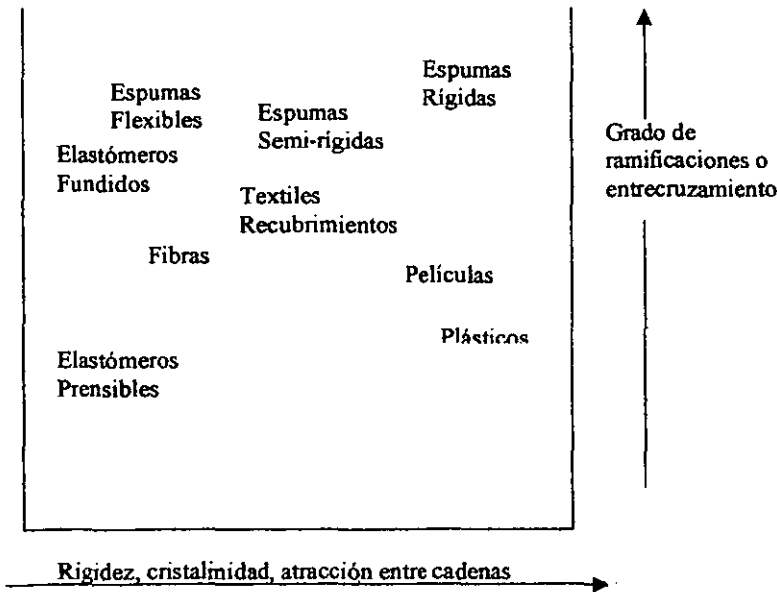 Espumas
Rígidas
Espumas
Flexibles
Espumas
Semi-rígidas
Grado de
ramificaciones o
entrecruzamiento
Elastómeros
Fundidos
Textiles
Recubrimientos
Fibras
Películas
Plásticos
Elastómeros
Prensibles
Rigidez, cristalinidad, atracción entre cadenas